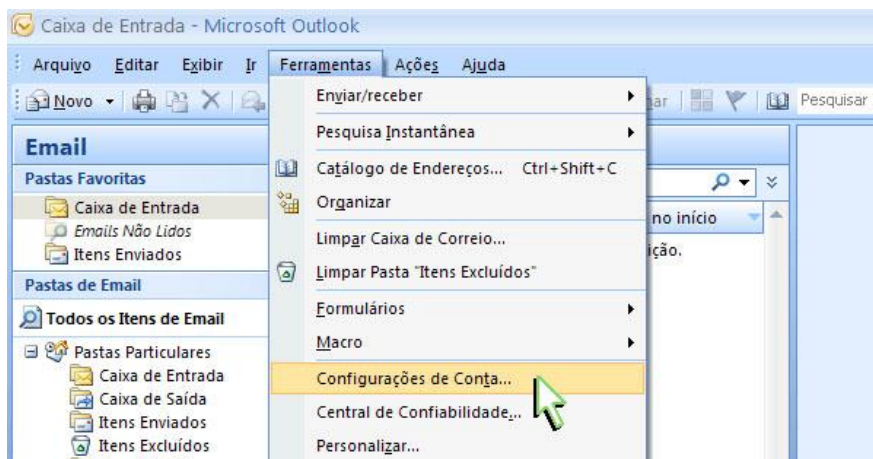 Caixa de Entrada - Microsoft Outlook
Arquivo Editar Exibir Ir Ferramentas Ações Ajuda
Novo Pesquisar
Enviar/receber
Pesquisa Instantânea
Catálogo de Endereços... Ctrl+Shift+C
Organizar
Limpar Caixa de Correio...
Limpar Pasta "Itens Excluídos"
Formulários
Macro
Configurações de Conta...
Central de Confiabilidade...
Personalizar...
Email
Pastas Favoritas
Caixa de Entrada
Emails Não Lidos
Itens Enviados
Pastas de Email
Todos os Itens de Email
Pastas Particulares
Caixa de Entrada
Caixa de Saída
Itens Enviados
Itens Excluídos
no início
ição.